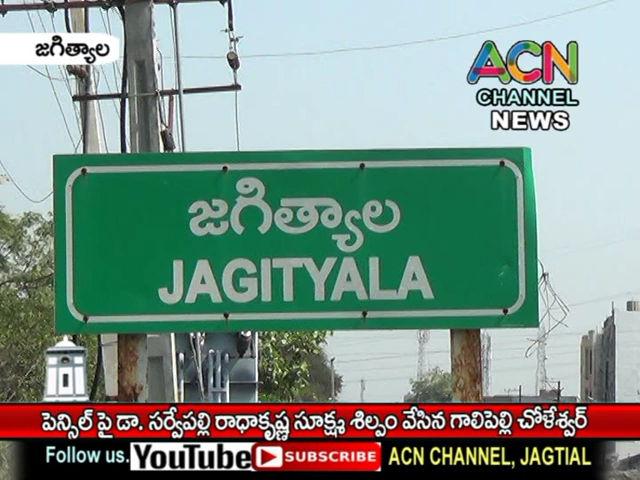 జగిత్యాల
ACN
CHANNEL
NEWS
జగిత్యాల
JAGITYALA
పెన్సిల్ పై డా. సర్వేపల్లి రాధాకృష్ణ సూక్ష్మ శిల్పం వేసిన గాలిపెల్లి చోళేశ్వర్
Follow us. YouTube SUBSCRIBE ACN CHANNEL, JAGTIAL